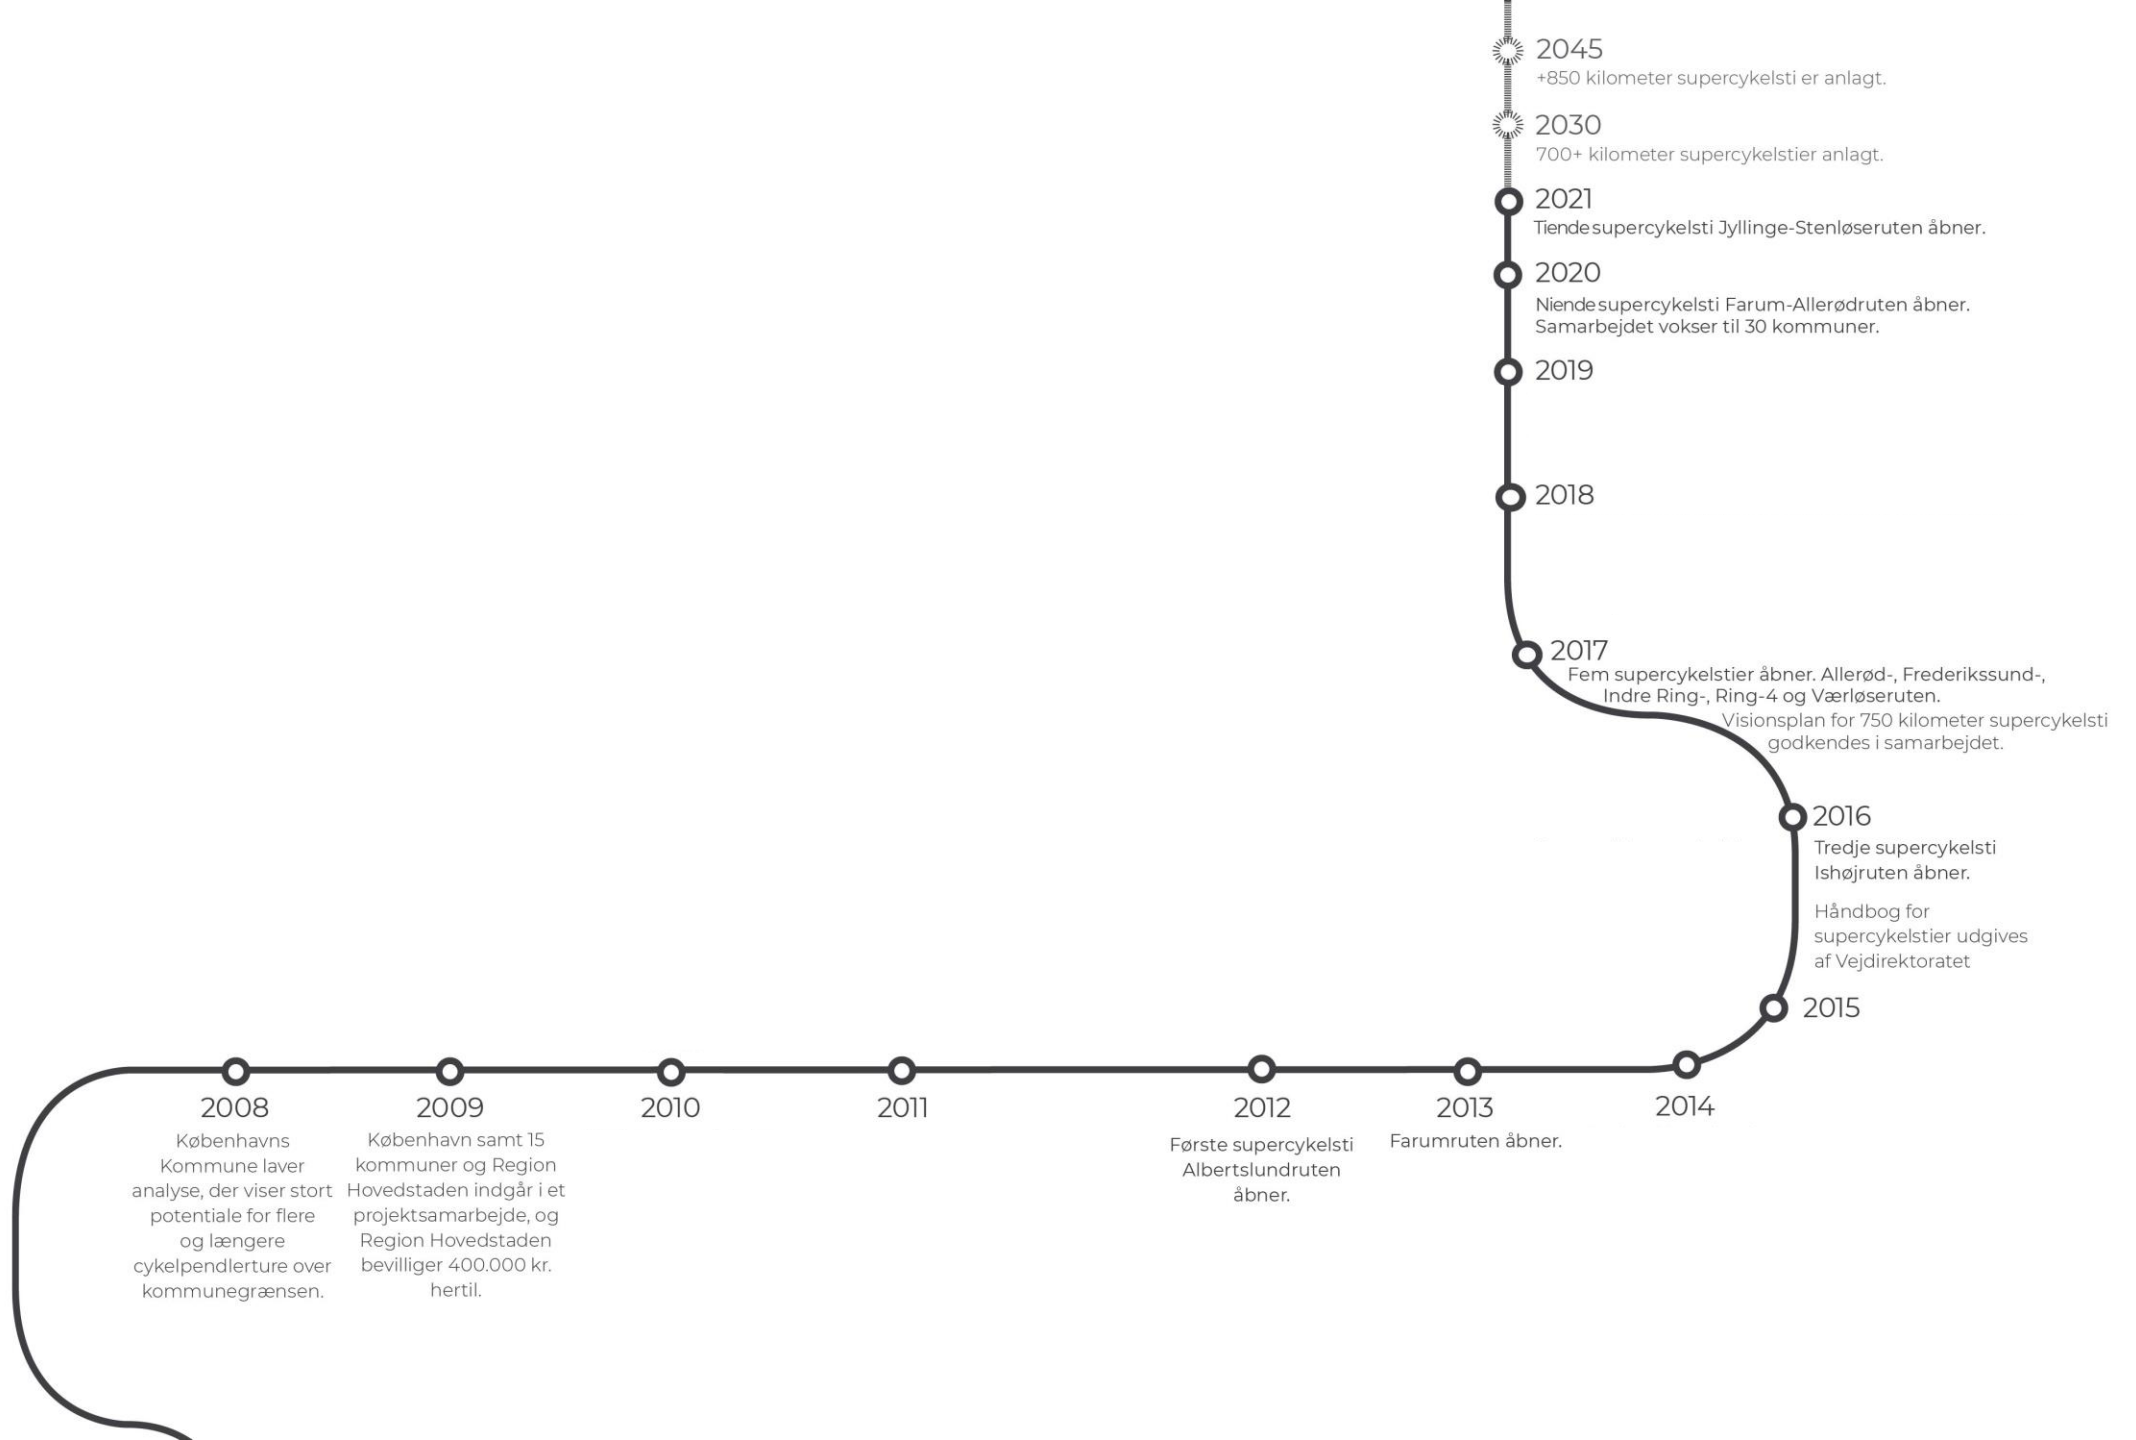 2045
+850 kilometer supercykelsti er anlagt.
2030
700+ kilometer supercykelstier anlagt.
2021
Tiende supercykelsti Jyllinge-Stenløseruten åbner.
2020
Niende supercykelsti Farum-Allerødruten åbner.
Samarbejdet vokser til 30 kommuner.
2019
2018
2017
Fem supercykelstier åbner. Allerød-, Frederikssund-,
Indre Ring-, Ring-4 og Værløseruten.
Visionsplan for 750 kilometer supercykelsti
godkendes i samarbejdet.
2016
Tredje supercykelsti
Ishøjruten åbner.
Håndbog for
supercykelstier udgives
af Vejdirektoratet
2015
2008
Københavns
Kommune laver
analyse, der viser stort
potentiale for flere
og længere
cykelpendlerture over
kommunegrænsen.
2009
København samt 15
kommuner og Region
Hovedstaden indgår i et
projektsamarbejde, og
Region Hovedstaden
bevilliger 400.000 kr.
hertil.
2010
2011
2012
Første supercykelsti
Albertslundruten
åbner.
2013
Farumruten åbner.
2014